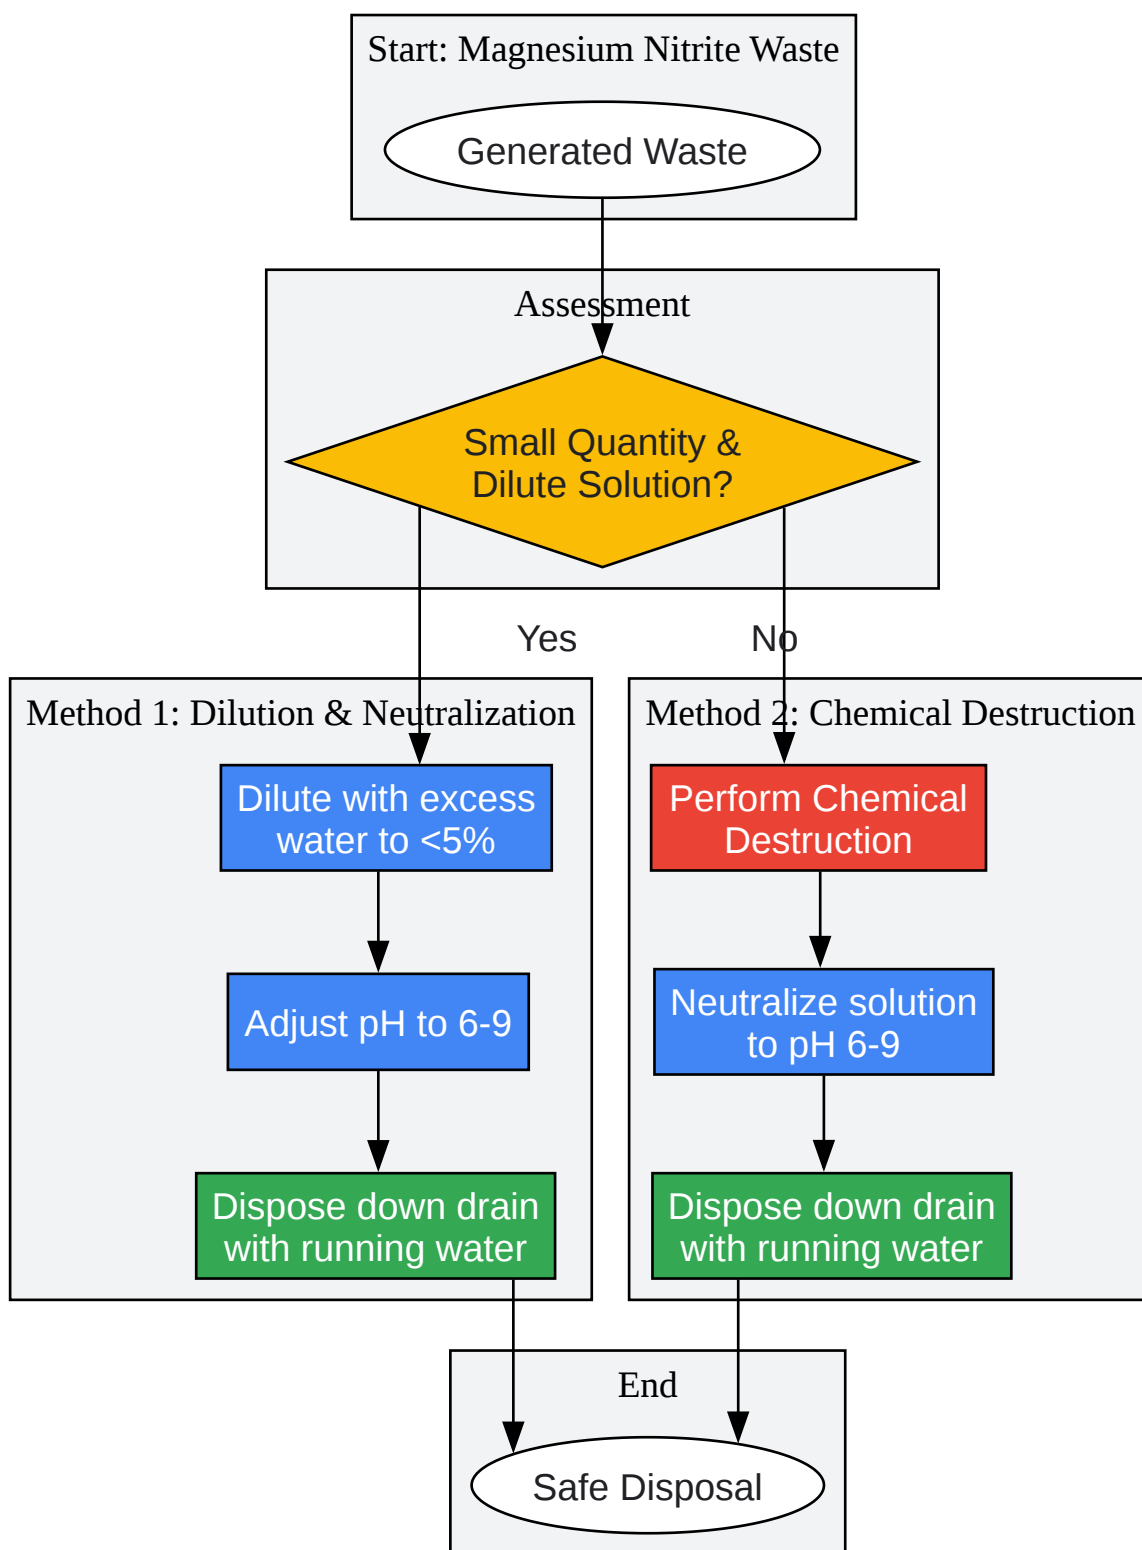 Start: Magnesium Nitrite Waste
Generated Waste
Assessment
Small Quantity &
Dilute Solution?
Yes
No
Method 1: Dilution & Neutralization
Dilute with excess
water to <5%
Adjust pH to 6-9
Dispose down drain
with running water
Method 2: Chemical Destruction
Perform Chemical
Destruction
Neutralize solution
to pH 6-9
Dispose down drain
with running water
End
Safe Disposal